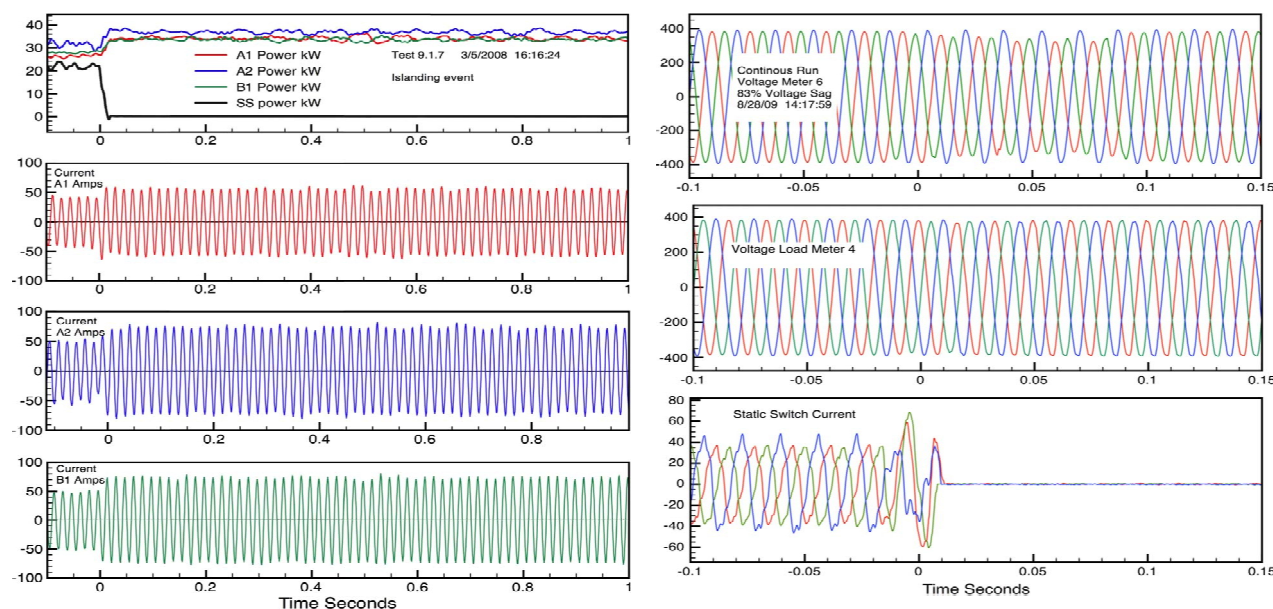 40
30
20
10
0
A1 Power kW
A2 Power kW
B1 Power kW
SS power kW
Test 9.1.7 3/5/2008 16:16:24
Islanding event
0 0.2 0.4 0.6 0.8 1
100
50
0
-50
-100
Current
A1 Amps
0 0.2 0.4 0.6 0.8 1
100
50
0
-50
-100
Current
A2 Amps
0 0.2 0.4 0.6 0.8
100
50
0
-50
-100
Current
B1 Amps
0 0.2 0.4 0.6 0.8 1
Time Seconds
400
200
0
-200
-400
Continous Run
Voltage Meter 6
83% Voltage Sag
8/28/09 14:17:59
-0.1 -0.05 0 0.05 0.1 0.15
400
200
0
-200
-400
Voltage Load Meter 4
-0.1 -0.05 0 0.05 0.1 0.15
80
60
40
20
0
-20
-40
-60
Static Switch Current
-0.1 -0.05 0 0.05 0.1 0.15
Time Seconds